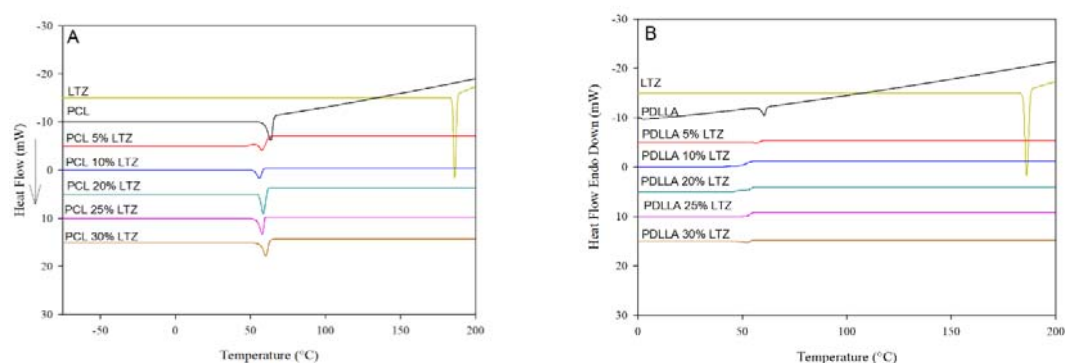 A
-30
-20
-10
0
10
20
30
Heat Flow (mW)
LTZ
PCL
PCL 5% LTZ
PCL 10% LTZ
PCL 20% LTZ
PCL 25% LTZ
PCL 30% LTZ
-50 0 50 100 150 200
Temperature (°C)
B
-30
-20
-10
0
10
20
30
Heat Flow Endo Down (mW)
LTZ
PDLLA
PDLLA 5% LTZ
PDLLA 10% LTZ
PDLLA 20% LTZ
PDLLA 25% LTZ
PDLLA 30% LTZ
0 50 100 150 200
Temperature (°C)